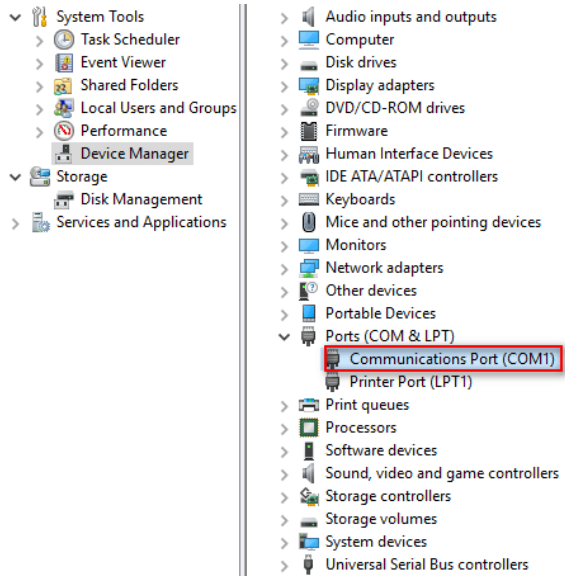 System Tools
Task Scheduler
Event Viewer
Shared Folders
Local Users and Groups
Performance
Device Manager
Storage
Disk Management
Services and Applications
Audio inputs and outputs
Computer
Disk drives
Display adapters
DVD/CD-ROM drives
Firmware
Human Interface Devices
IDE ATA/ATAPI controllers
Keyboards
Mice and other pointing devices
Monitors
Network adapters
Other devices
Portable Devices
Ports (COM & LPT)
Communications Port (COM1)
Printer Port (LPT1)
Print queues
Processors
Software devices
Sound, video and game controllers
Storage controllers
Storage volumes
System devices
Universal Serial Bus controllers